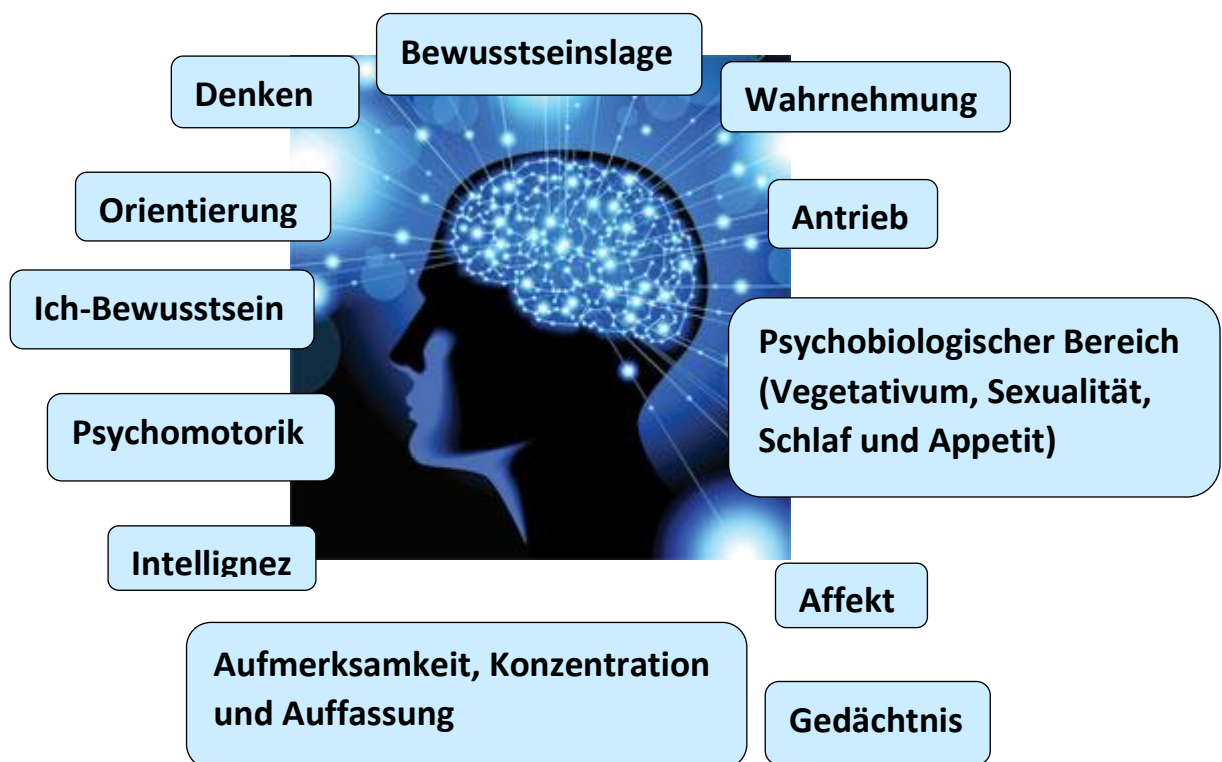 Bewusstseinslage
Denken
Wahrnehmung
Orientierung
Antrieb
Ich-Bewusstsein
Psychobiologischer Bereich
(Vegetativum, Sexualität,
Schlaf und Appetit)
Psychomotorik
Intellignez
Affekt
Aufmerksamkeit, Konzentration
und Auffassung
Gedächtnis